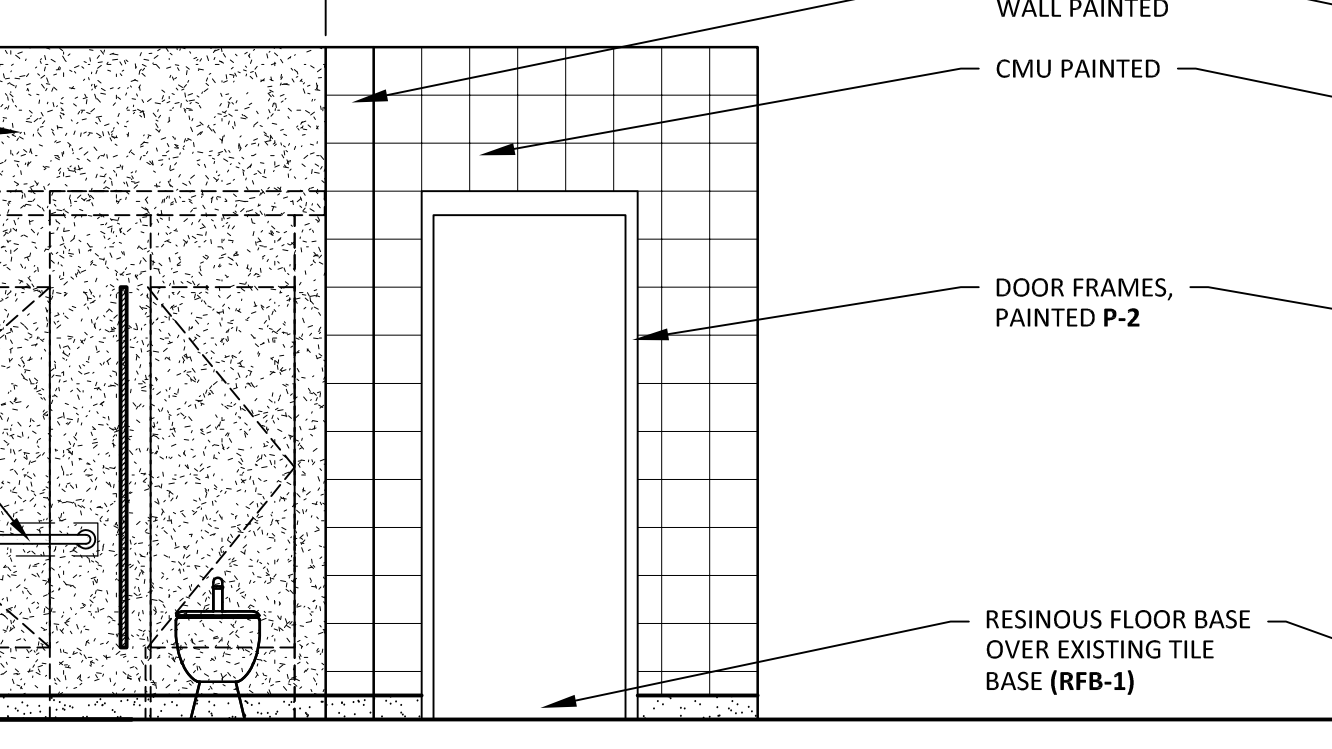 WALL PAINTED
CMU PAINTED
DOOR FRAMES,
PAINTED P-2
RESINOUS FLOOR BASE
OVER EXISTING TILE
BASE (RFB-1)